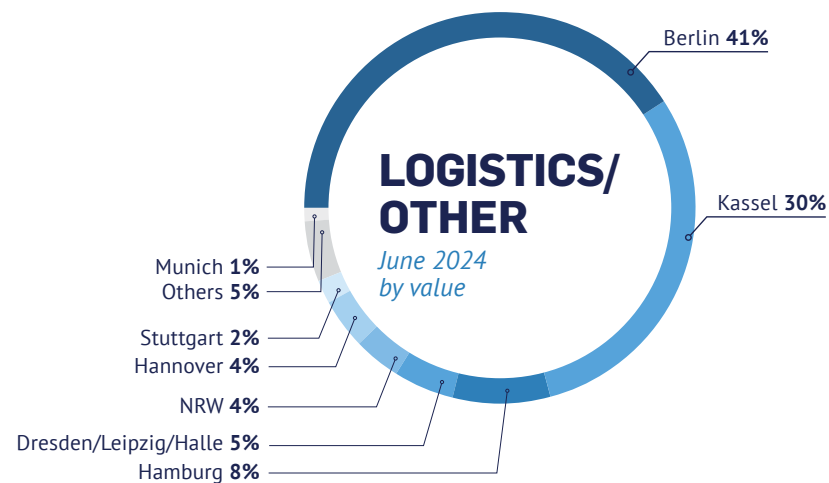 Berlin 41%
LOGISTICS/
OTHER
Kassel 30%
June 2024
by value
Munich 1%
Others 5%
Stuttgart 2%
Hannover 4%
NRW 4%
Dresden/Leipzig/Halle 5%
Hamburg 8%